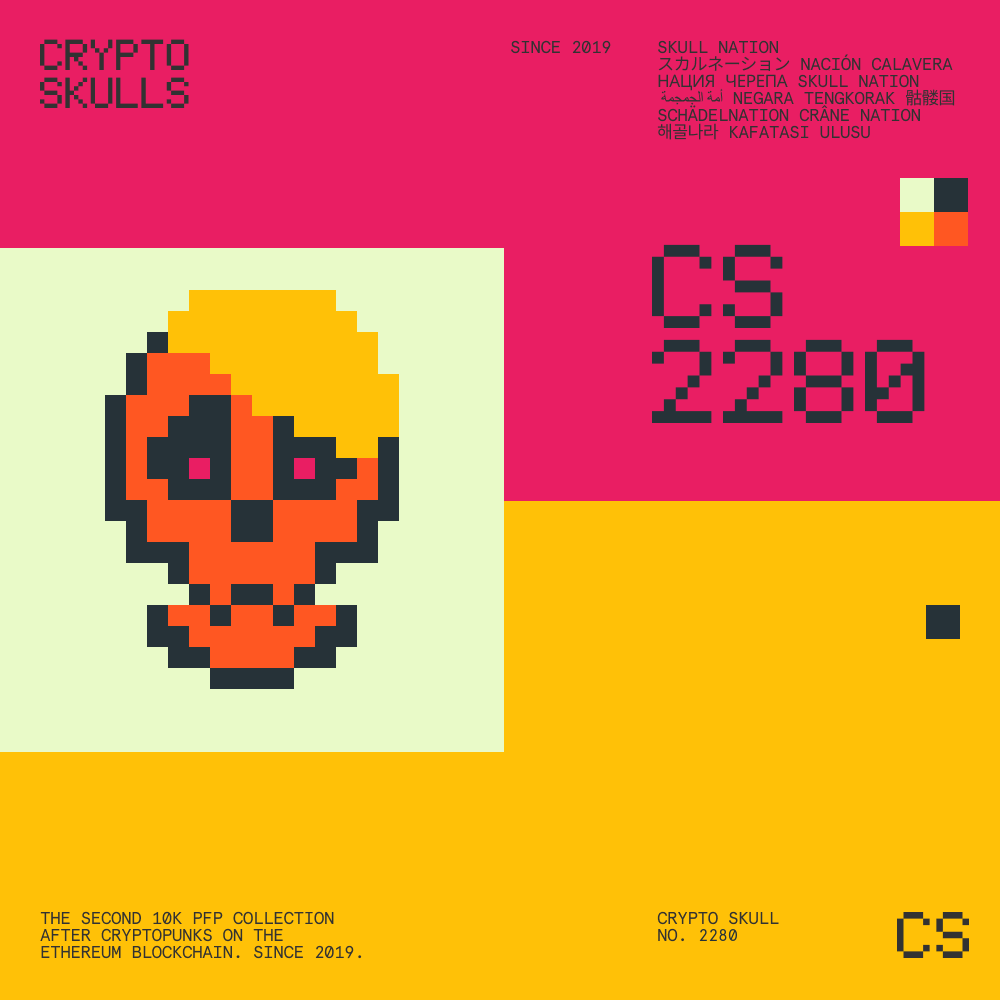 CRYPTO
SKULLS
SINCE 2019
SKULL NATION
スカルネーション NACIÓN CALAVERA
НАЦИЯ ЧЕРЕПА SKULL NATION
أمة الجمجمة NEGARA TENGKORAK 骷髅国
SCHÄDELNATION CRÂNE NATION
해골나라 KAFATASI ULUSU
CS
2280
THE SECOND 10K PFP COLLECTION
AFTER CRYPTOPUNKS ON THE
ETHEREUM BLOCKCHAIN. SINCE 2019.
CRYPTO SKULL
NO. 2280
CS